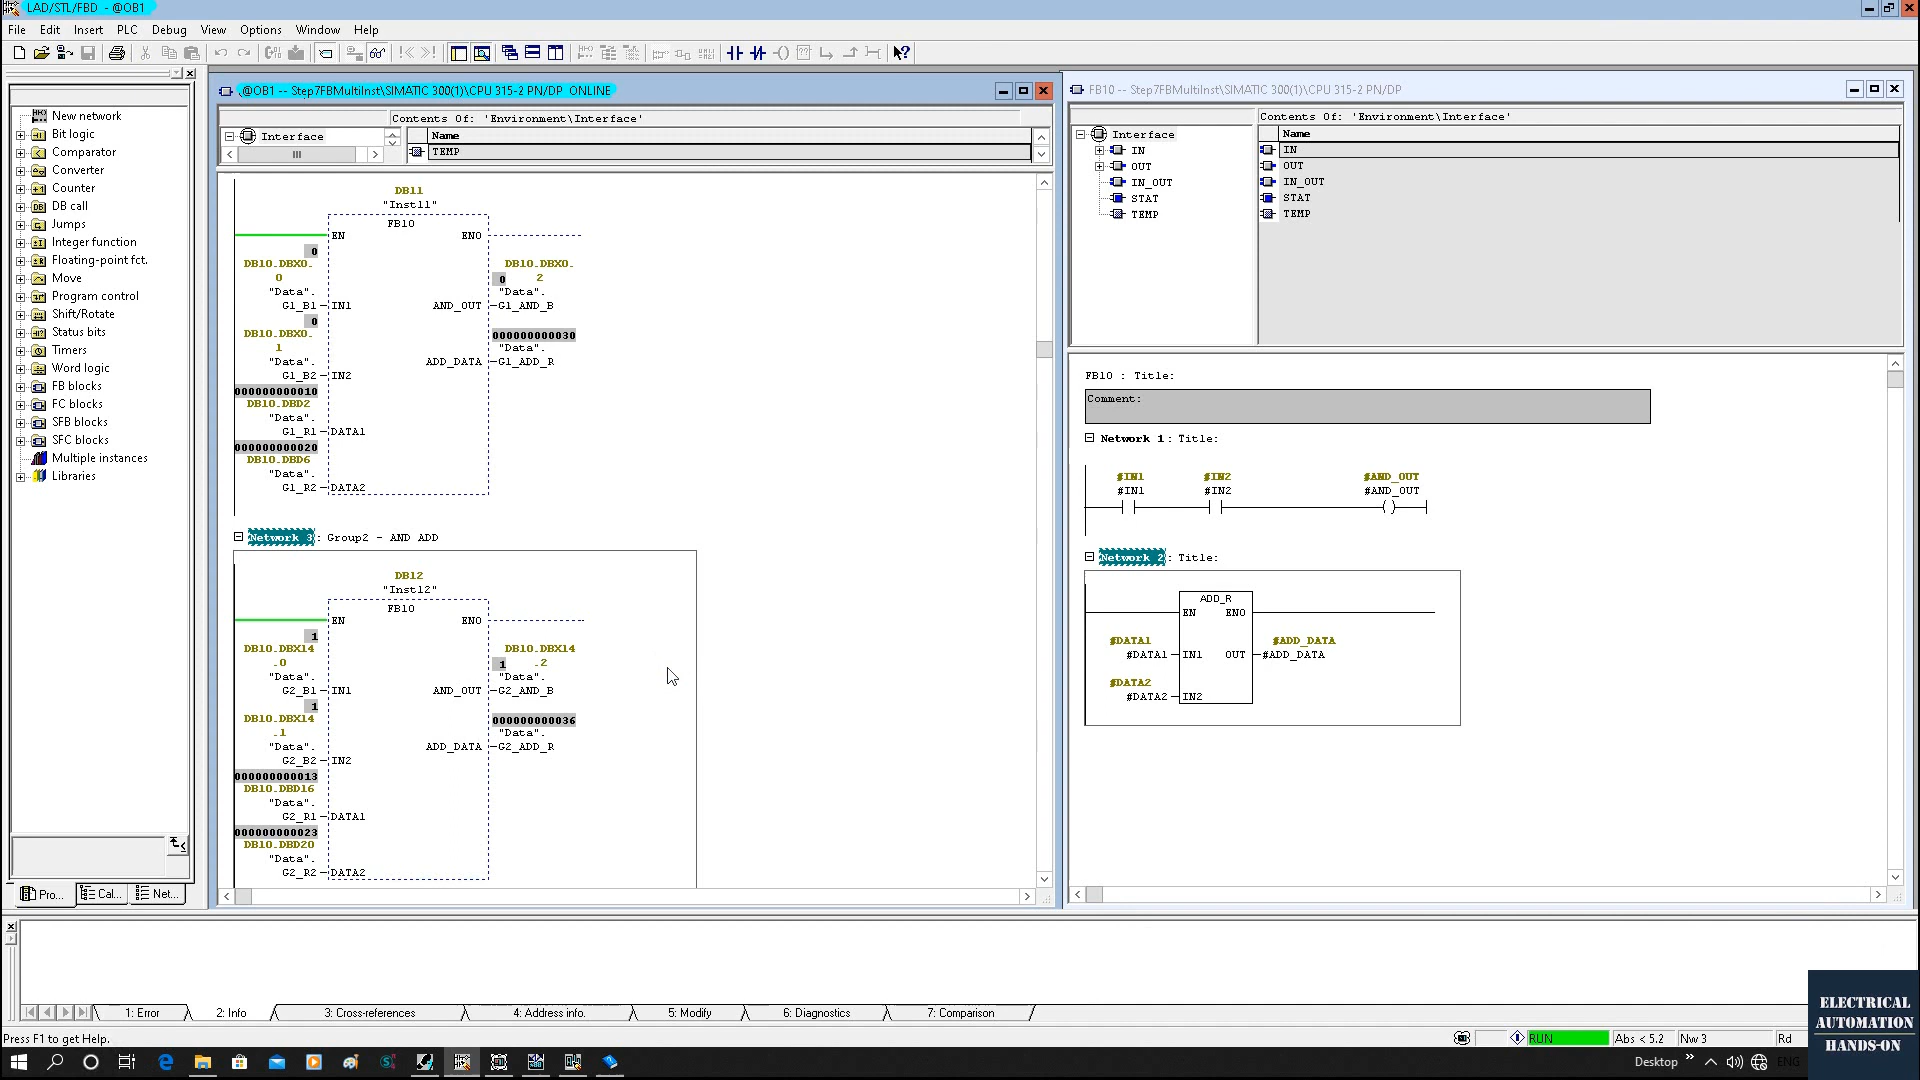 LAD/STL/FBD - @OB1
File Edit Insert PLC Debug View Options Window Help
New network
Bit logic
Comparator
Converter
Counter
DB call
Jumps
Integer function
Floating-point fct.
Move
Program control
Shift/Rotate
Status bits
Timers
Word logic
FB blocks
FC blocks
SFB blocks
SFC blocks
Multiple instances
Libraries
Pro... Cal... Net...
@OB1 -- Step7FBMultiInst\SIMATIC 300(1)\CPU 315-2 PN/DP ONLINE
Contents Of: 'Environment\Interface'
Interface
Name
TEMP
DB11
"Inst11"
FB10
EN ENO
0
DB10.DBX0.
0
"Data".
G1_B1 IN1
0
DB10.DBX0.
1
"Data".
G1_B2 IN2
000000000010
DB10.DBD2
"Data".
G1_R1 DATA1
000000000020
DB10.DBD6
"Data".
G1_R2 DATA2
DB10.DBX0.
0 2
"Data".
AND_OUT G1_AND_B
000000000030
"Data".
ADD_DATA G1_ADD_R
Network 3: Group2 - AND ADD
DB12
"Inst12"
FB10
EN ENO
1
DB10.DBX14
.0
"Data".
G2_B1 IN1
1
DB10.DBX14
.1
"Data".
G2_B2 IN2
000000000013
DB10.DBD16
"Data".
G2_R1 DATA1
000000000023
DB10.DBD20
"Data".
G2_R2 DATA2
DB10.DBX14
1 .2
"Data".
AND_OUT G2_AND_B
000000000036
"Data".
ADD_DATA G2_ADD_R
FB10 -- Step7FBMultiInst\SIMATIC 300(1)\CPU 315-2 PN/DP
Contents Of: 'Environment\Interface'
Interface
IN
OUT
IN_OUT
STAT
TEMP
Name
IN
OUT
IN_OUT
STAT
TEMP
FB10 : Title:
Comment:
Network 1: Title:
#IN1 #IN2 #AND_OUT
#IN1 #IN2 #AND_OUT
Network 2: Title:
ADD_R
EN ENO
#DATA1 #ADD_DATA
#DATA1 IN1 OUT #ADD_DATA
#DATA2
#DATA2 IN2
1: Error 2: Info 3: Cross-references 4: Address info. 5: Modify 6: Diagnostics 7: Comparison
Press F1 to get Help.
RUN Abs < 5.2 Nw 3 Rd
Desktop ENG
ELECTRICAL
AUTOMATION
HANDS-ON